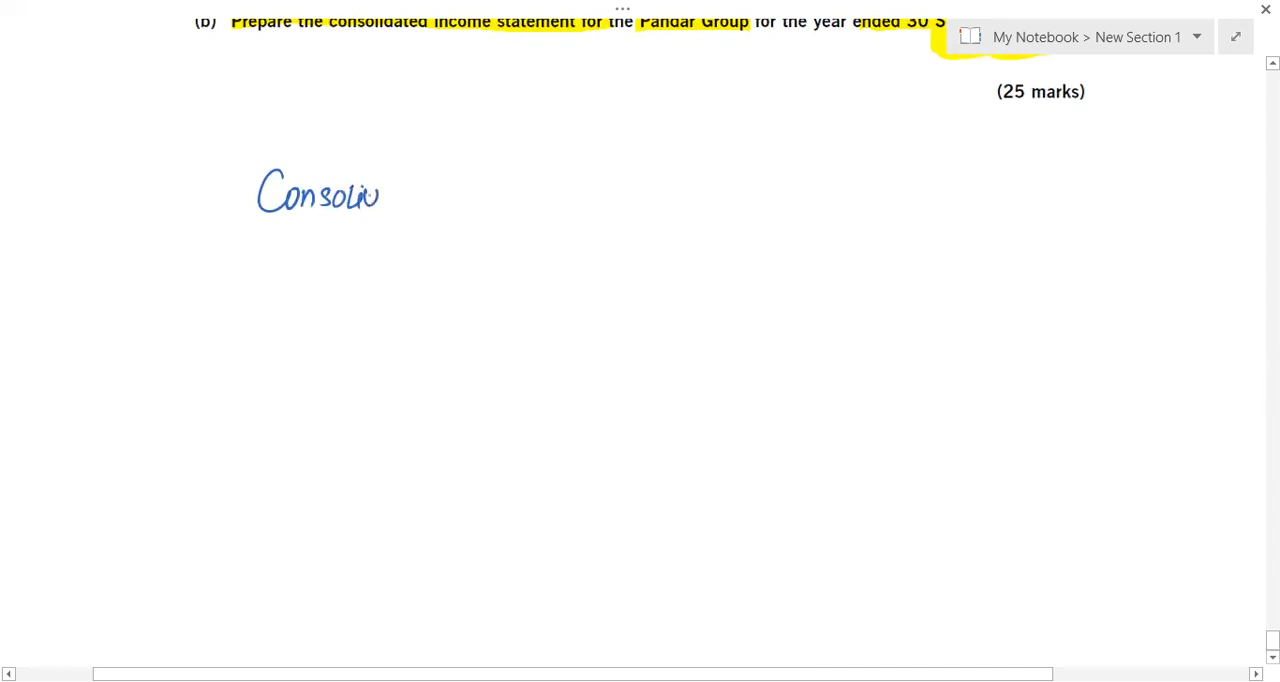 (b) Prepare the consolidated income statement for the Pandar Group for the year ended 30 S
My Notebook > New Section 1
(25 marks)
Consoli